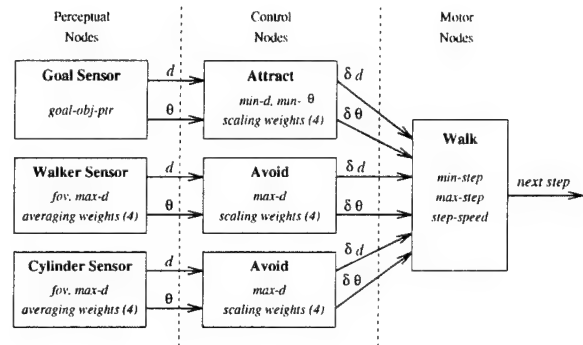 Perceptual
Nodes
Control
Nodes
Motor
Nodes
Goal Sensor
goal-obj-ptr
d
θ
Attract
min-d, min- θ
scaling weights (4)
δ d
δ θ
Walker Sensor
fov, max-d
averaging weights (4)
d
θ
Avoid
max-d
scaling weights (4)
δ d
δ θ
Cylinder Sensor
fov, max-d
averaging weights (4)
d
θ
Avoid
max-d
scaling weights (4)
δ d
δ θ
Walk
min-step
max-step
step-speed
next step